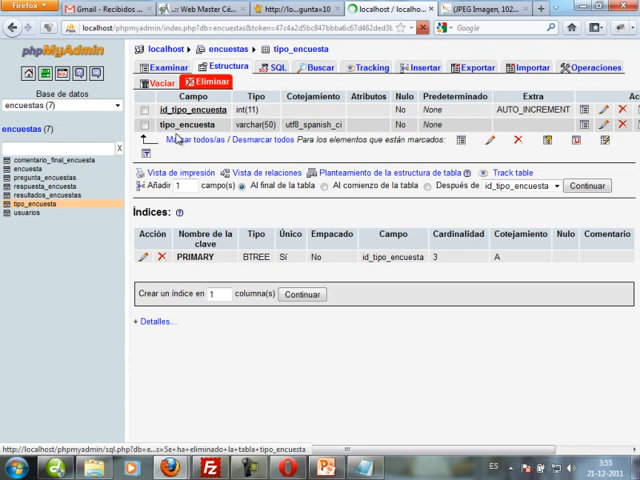 Firefox
Gmail - Recibidos
.:: Web Master Cé...
http://lo...gunta=10
localhost / localho...
(JPEG Imagen, 102...
localhost/phpmyadmin/index.php?db=encuestas&token=47c4a2d5bc847bbba6c67d462ded3b
phpMyAdmin
Base de datos
encuestas (7)
encuestas (7)
X
comentario_final_encuesta
encuesta
pregunta_encuestas
respuesta_encuesta
resultados_encuestas
tipo_encuesta
usuarios
localhost
encuestas
tipo_encuesta
Examinar
Estructura
SQL
Buscar
Tracking
Insertar
Exportar
Importar
Operaciones
Vaciar
Eliminar
Campo Tipo Cotejamiento Atributos Nulo Predeterminado Extra
id_tipo_encuesta int(11) No None AUTO_INCREMENT
tipo_encuesta varchar(50) utf8_spanish_ci No None
todos/as / Desmarcar todos Para los elementos que están marcados:
Vista de impresión Vista de relaciones Planteamiento de la estructura de tabla Track table
Añadir 1 campo(s) Al final de la tabla Al comienzo de la tabla Después de id_tipo_encuesta Continuar
Índices:
Acción Nombre de la clave Tipo Único Empacado Campo Cardinalidad Cotejamiento Nulo Comentario
PRIMARY BTREE Sí No id_tipo_encuesta 3 A
Crear un índice en 1 columna(s) Continuar
+ Detalles...
localhost/phpmyadmin/sql.php?db=e...s=Se+ha+eliminado+la+tabla+tipo_encuesta
ES
3:55
21-12-2011